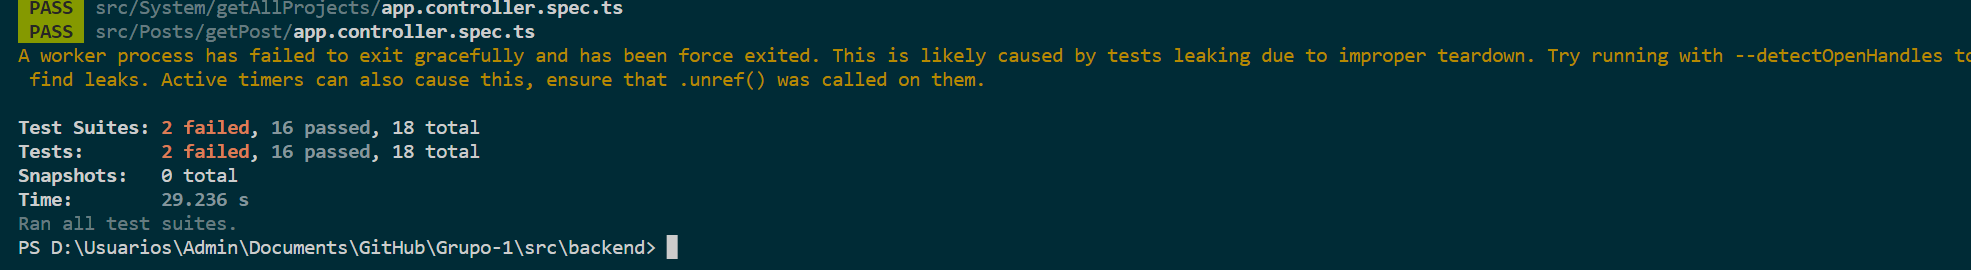 PASS src/System/getAllProjects/app.controller.spec.ts
PASS src/Posts/getPost/app.controller.spec.ts
A worker process has failed to exit gracefully and has been force exited. This is likely caused by tests leaking due to improper teardown. Try running with --detectOpenHandles to
find leaks. Active timers can also cause this, ensure that .unref() was called on them.
Test Suites: 2 failed, 16 passed, 18 total
Tests: 2 failed, 16 passed, 18 total
Snapshots: 0 total
Time: 29.236 s
Ran all test suites.
PS D:\Usuarios\Admin\Documents\GitHub\Grupo-1\src\backend>